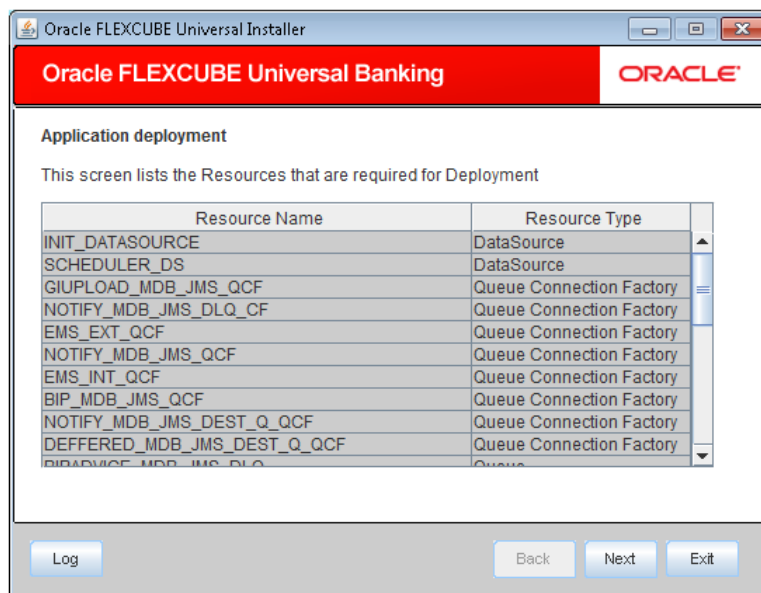 Oracle FLEXCUBE Universal Installer
Oracle FLEXCUBE Universal Banking
ORACLE
Application deployment
This screen lists the Resources that are required for Deployment
Resource Name Resource Type
INIT_DATASOURCE DataSource
SCHEDULER_DS DataSource
GIUPLOAD_MDB_JMS_QCF Queue Connection Factory
NOTIFY_MDB_JMS_DLQ_CF Queue Connection Factory
EMS_EXT_QCF Queue Connection Factory
NOTIFY_MDB_JMS_QCF Queue Connection Factory
EMS_INT_QCF Queue Connection Factory
BIP_MDB_JMS_QCF Queue Connection Factory
NOTIFY_MDB_JMS_DEST_Q_QCF Queue Connection Factory
DEFFERED_MDB_JMS_DEST_Q_QCF Queue Connection Factory
BIPADVICE_MDB_JMS_DLQ Queue
Log Back Next Exit